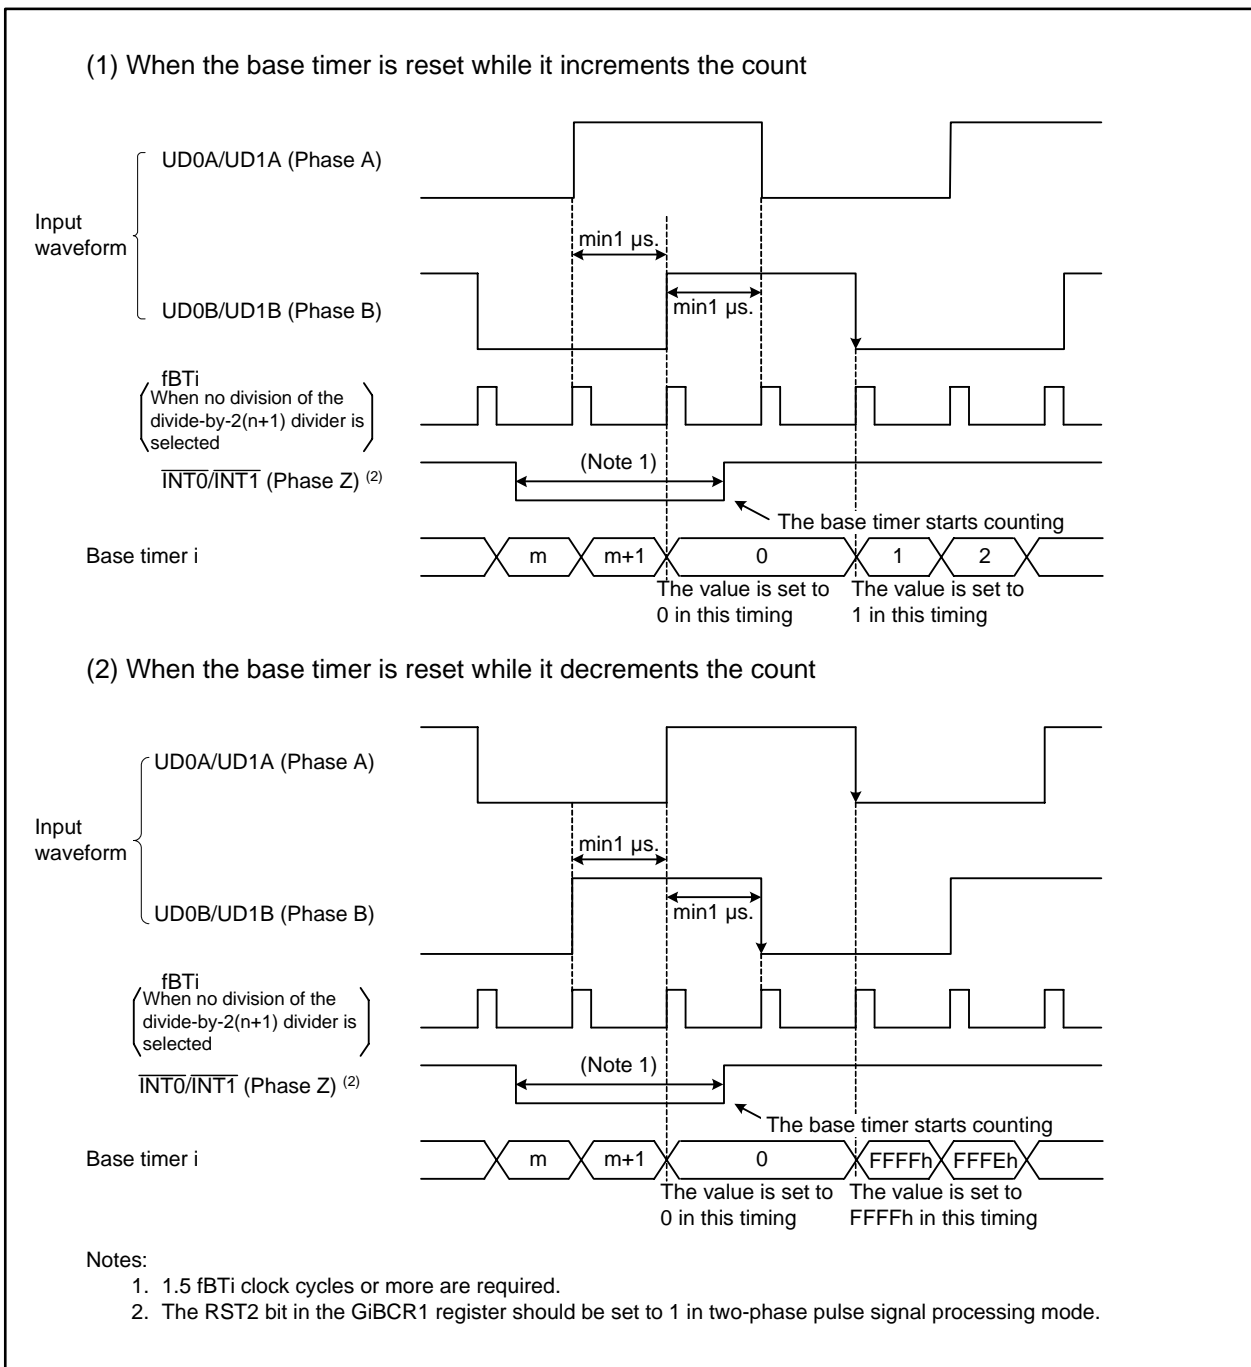 (1) When the base timer is reset while it increments the count
UD0A/UD1A (Phase A)
Input
waveform
min1 μs.
UD0B/UD1B (Phase B)
min1 μs.
fBTi
When no division of the
divide-by-2(n+1) divider is
selected
INT0/INT1 (Phase Z) (2)
(Note 1)
The base timer starts counting
Base timer i
m m+1 0 1 2
The value is set to
0 in this timing
The value is set to
1 in this timing
(2) When the base timer is reset while it decrements the count
UD0A/UD1A (Phase A)
Input
waveform
min1 μs.
UD0B/UD1B (Phase B)
min1 μs.
fBTi
When no division of the
divide-by-2(n+1) divider is
selected
INT0/INT1 (Phase Z) (2)
(Note 1)
The base timer starts counting
Base timer i
m m+1 0 FFFFh FFFEh
The value is set to
0 in this timing
The value is set to
FFFFh in this timing
Notes:
1. 1.5 fBTi clock cycles or more are required.
2. The RST2 bit in the GiBCR1 register should be set to 1 in two-phase pulse signal processing mode.